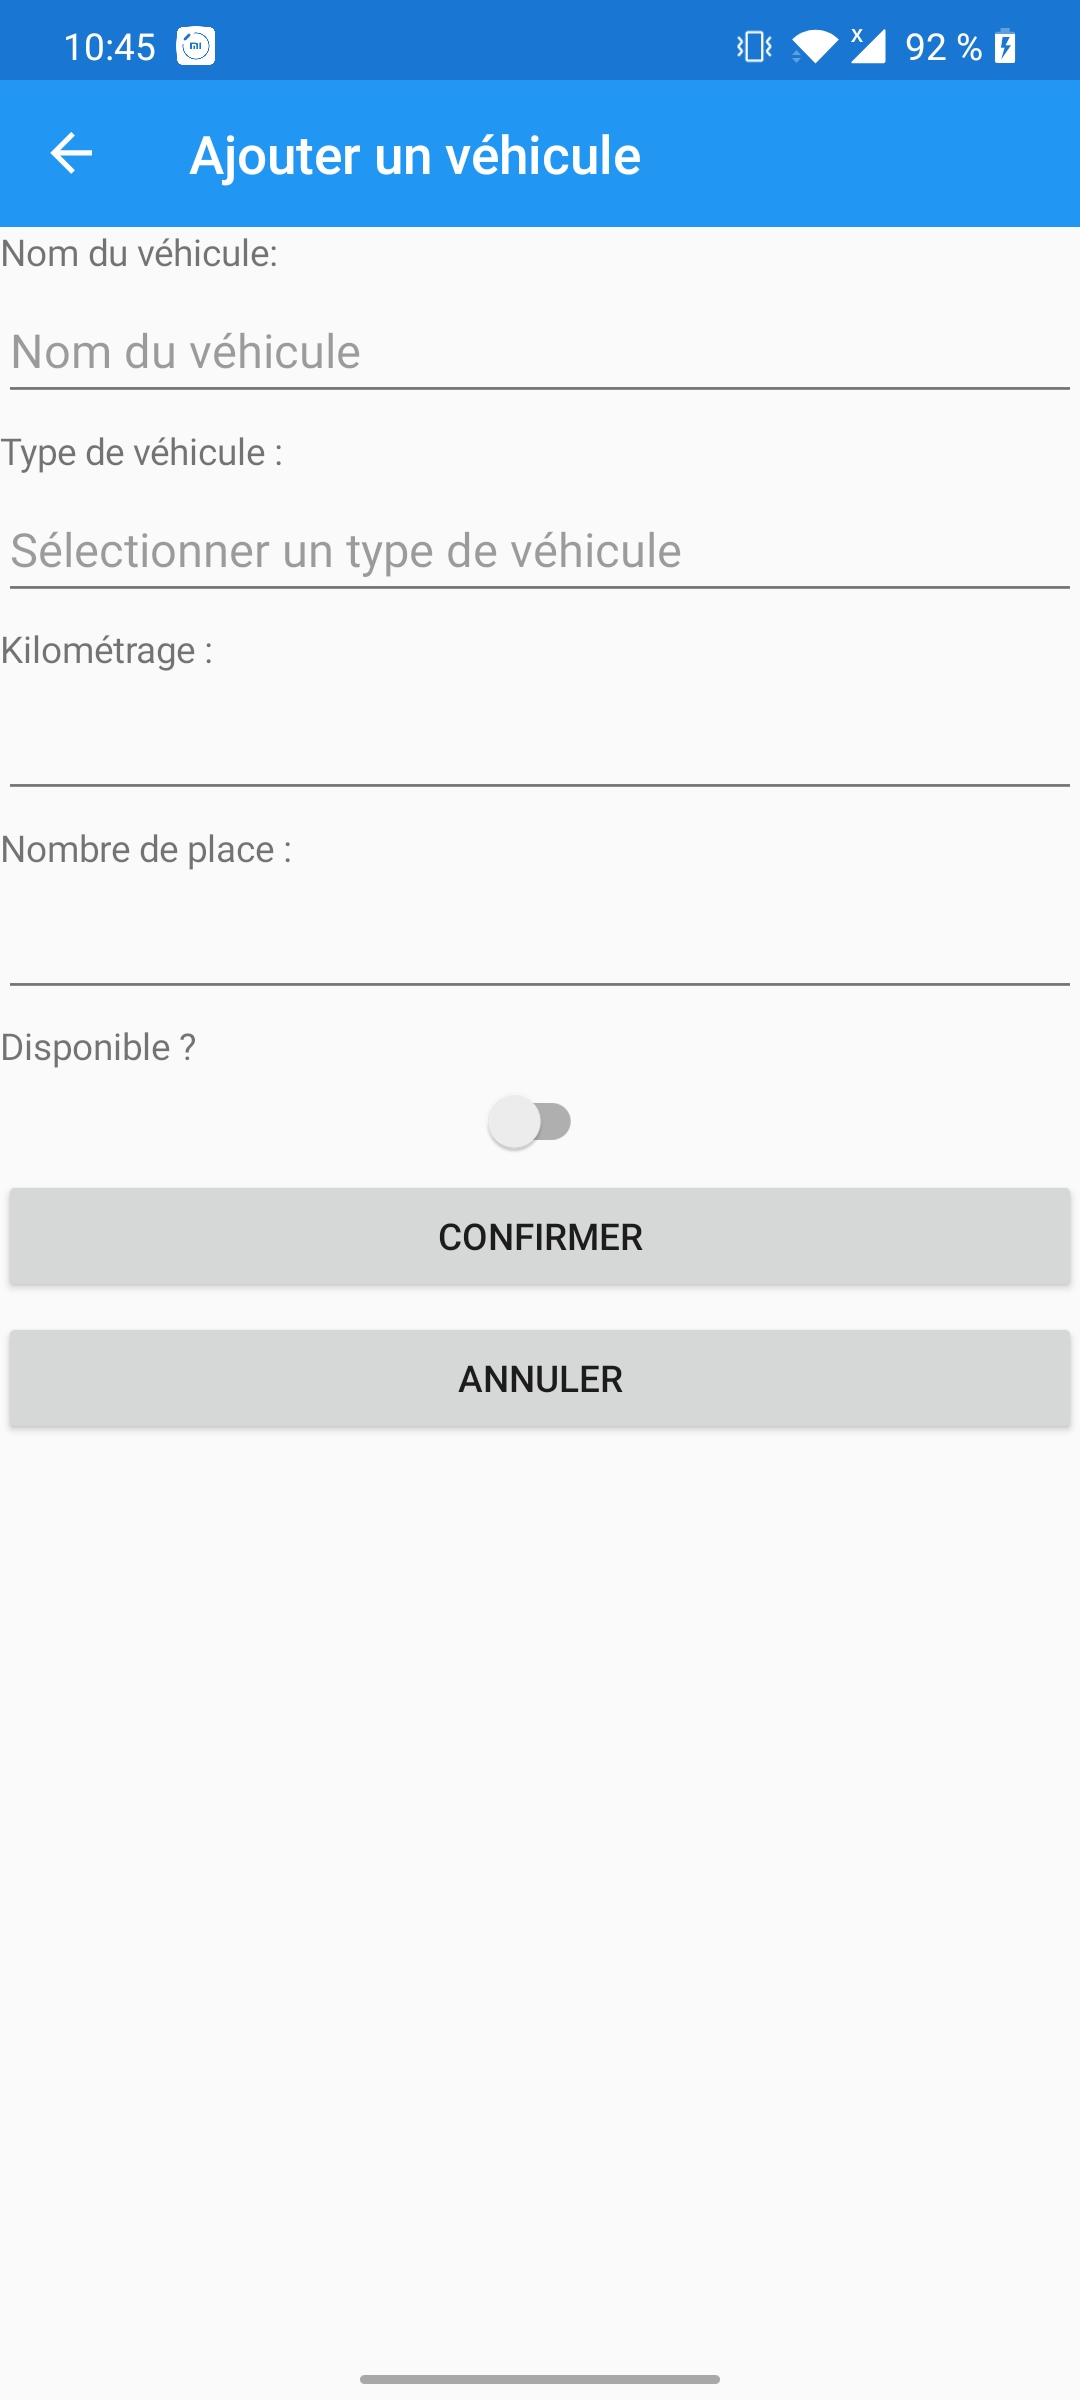 10:45 92 %
Ajouter un véhicule
Nom du véhicule:
Nom du véhicule
Type de véhicule :
Sélectionner un type de véhicule
Kilométrage :
Nombre de place :
Disponible ?
CONFIRMER
ANNULER